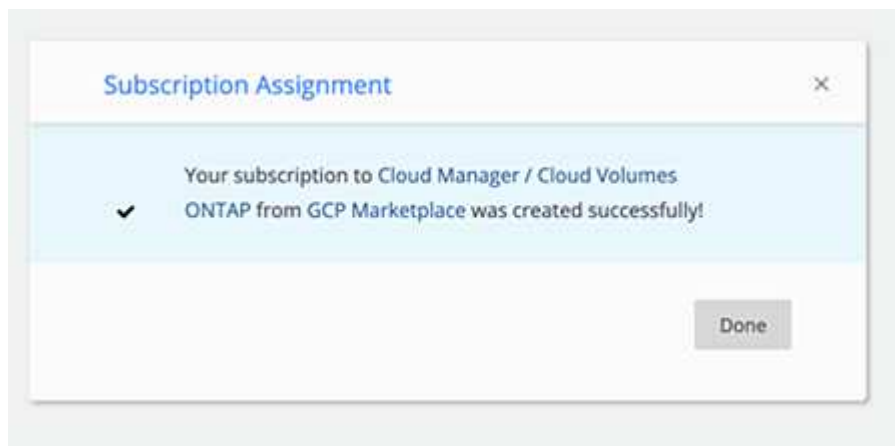 Subscription Assignment
Your subscription to Cloud Manager / Cloud Volumes
ONTAP from GCP Marketplace was created successfully!
Done